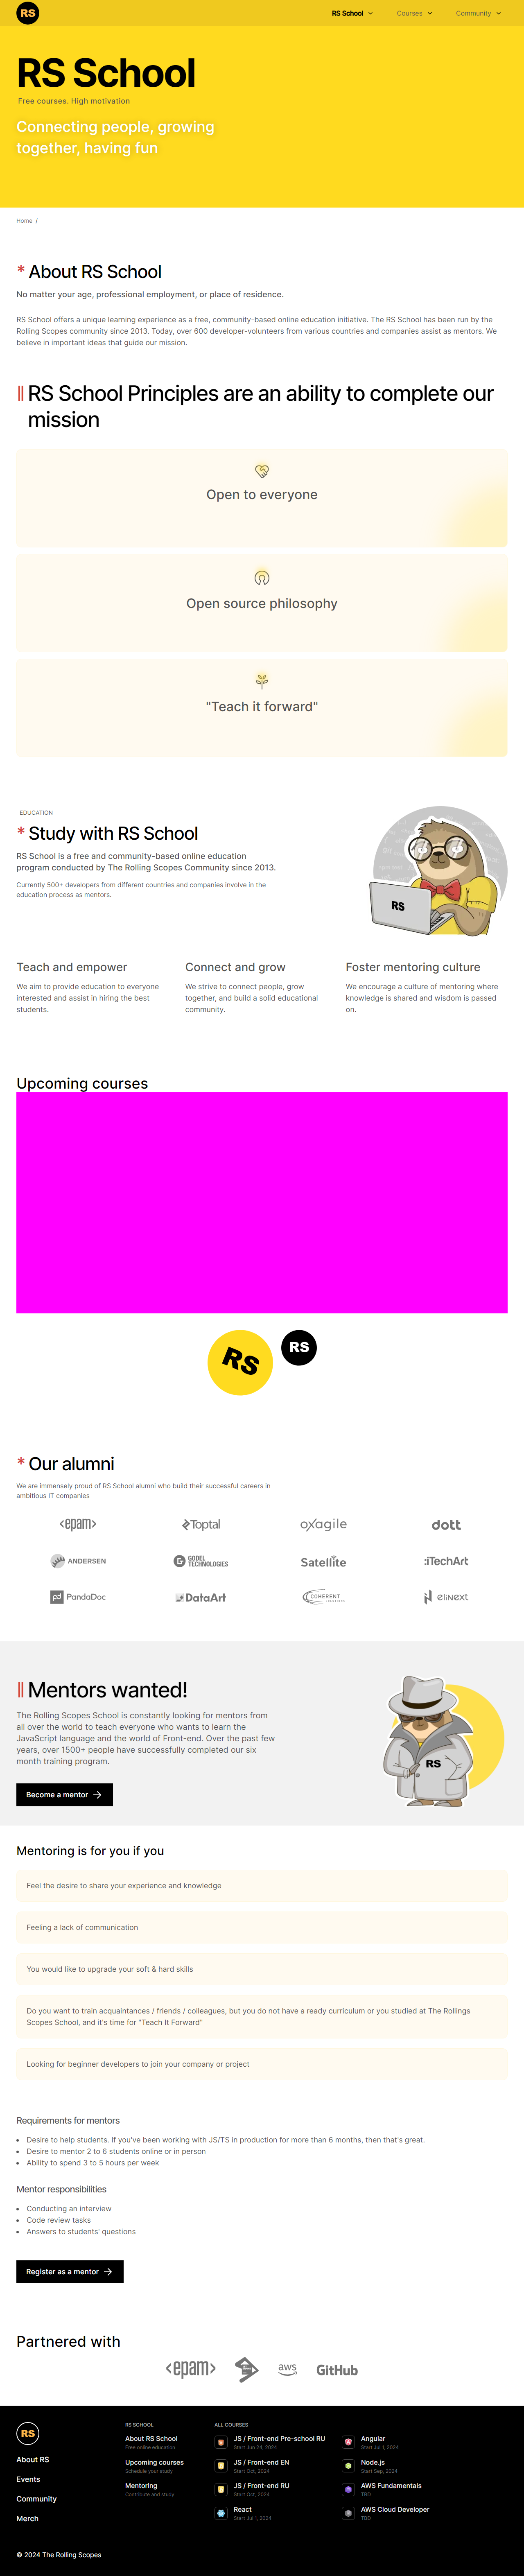 RS
RS School
Courses
Community
RS School
Free courses. High motivation
Connecting people, growing
together, having fun
Home /
* About RS School
No matter your age, professional employment, or place of residence.
RS School offers a unique learning experience as a free, community-based online education initiative. The RS School has been run by the
Rolling Scopes community since 2013. Today, over 600 developer-volunteers from various countries and companies assist as mentors. We
believe in important ideas that guide our mission.
RS School Principles are an ability to complete our
mission
Open to everyone
Open source philosophy
"Teach it forward"
EDUCATION
* Study with RS School
RS School is a free and community-based online education
program conducted by The Rolling Scopes Community since 2013.
Currently 500+ developers from different countries and companies involve in the
education process as mentors.
RS
Teach and empower
We aim to provide education to everyone
interested and assist in hiring the best
students.
Connect and grow
We strive to connect people, grow
together, and build a solid educational
community.
Foster mentoring culture
We encourage a culture of mentoring where
knowledge is shared and wisdom is passed
on.
Upcoming courses
RS
RS
* Our alumni
We are immensely proud of RS School alumni who build their successful careers in
ambitious IT companies
<epam>
Toptal
oxagile
dott
ANDERSEN
GODEL
TECHNOLOGIES
Satellite
:iTechArt
pd PandaDoc
DataArt
COHERENT
SOLUTIONS
elinext
Mentors wanted!
The Rolling Scopes School is constantly looking for mentors from
all over the world to teach everyone who wants to learn the
JavaScript language and the world of Front-end. Over the past few
years, over 1500+ people have successfully completed our six
month training program.
Become a mentor →
RS
Mentoring is for you if you
Feel the desire to share your experience and knowledge
Feeling a lack of communication
You would like to upgrade your soft & hard skills
Do you want to train acquaintances / friends / colleagues, but you do not have a ready curriculum or you studied at The Rollings
Scopes School, and it's time for "Teach It Forward"
Looking for beginner developers to join your company or project
Requirements for mentors
• Desire to help students. If you've been working with JS/TS in production for more than 6 months, then that's great.
• Desire to mentor 2 to 6 students online or in person
• Ability to spend 3 to 5 hours per week
Mentor responsibilities
• Conducting an interview
• Code review tasks
• Answers to students' questions
Register as a mentor →
Partnered with
<epam>
aws
GitHub
RS
About RS
Events
Community
Merch
RS SCHOOL
About RS School
Free online education
Upcoming courses
Schedule your study
Mentoring
Contribute and study
ALL COURSES
JS / Front-end Pre-school RU
Start Jun 24, 2024
JS / Front-end EN
Start Oct, 2024
JS / Front-end RU
Start Oct, 2024
React
Start Jul 1, 2024
Angular
Start Jul 1, 2024
Node.js
Start Sep, 2024
AWS Fundamentals
TBD
AWS Cloud Developer
TBD
© 2024 The Rolling Scopes